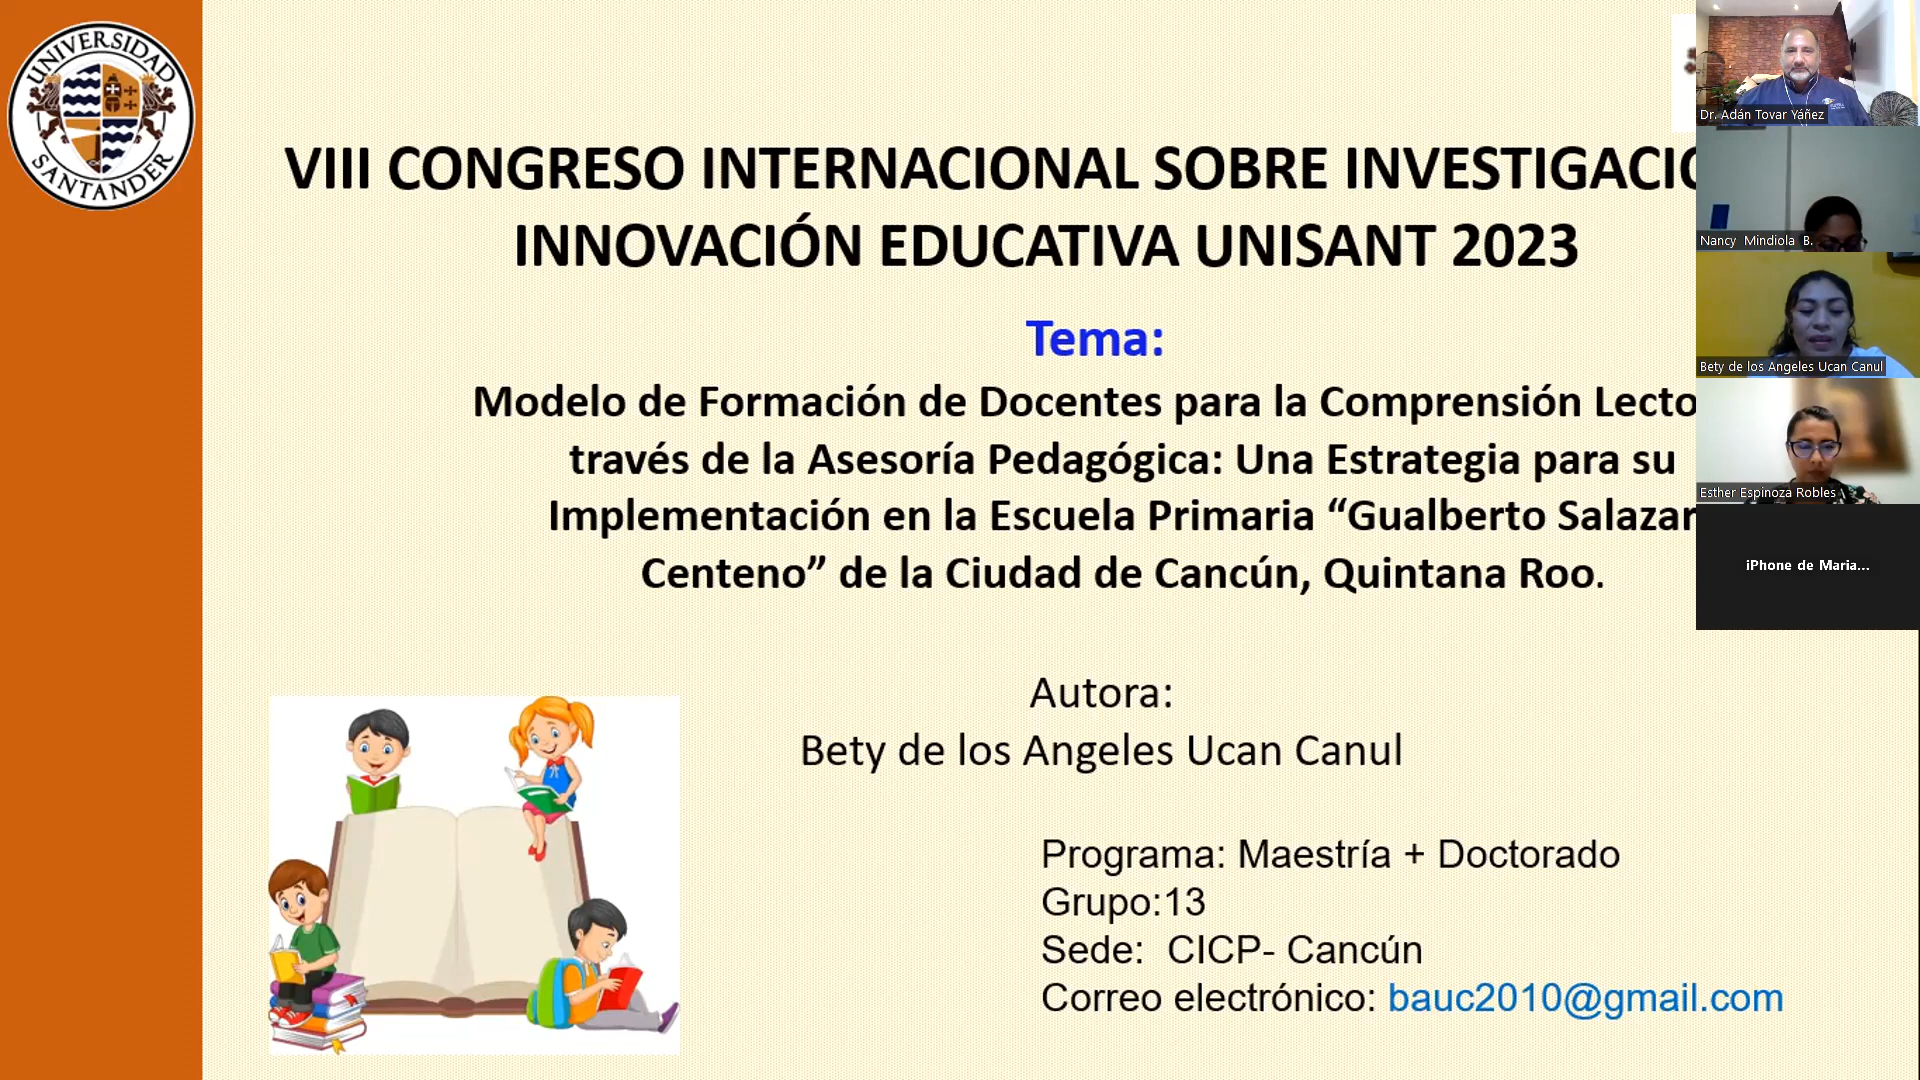 UNIVERSIDAD
SANTANDER
VIII CONGRESO INTERNACIONAL SOBRE INVESTIGACIO
INNOVACIÓN EDUCATIVA UNISANT 2023
Tema:
Modelo de Formación de Docentes para la Comprensión Lecto
través de la Asesoría Pedagógica: Una Estrategia para su
Implementación en la Escuela Primaria “Gualberto Salazar
Centeno” de la Ciudad de Cancún, Quintana Roo.
Autora:
Bety de los Angeles Ucan Canul
Programa: Maestría + Doctorado
Grupo:13
Sede: CICP- Cancún
Correo electrónico: bauc2010@gmail.com
Dr. Adán Tovar Yáñez
Nancy Mindiola B.
Bety de los Angeles Ucan Canul
Esther Espinoza Robles
iPhone de Maria...